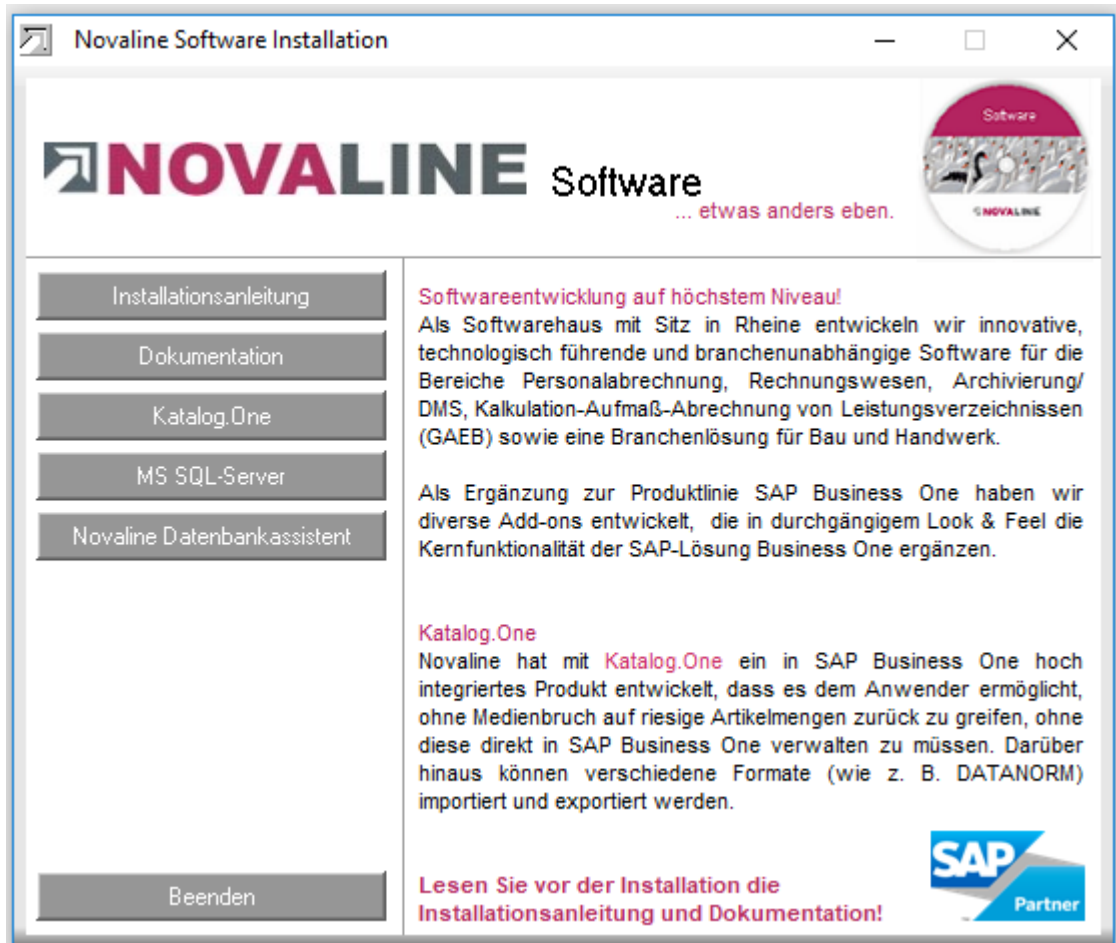 Novaline Software Installation
NOVALINE Software
... etwas anders eben.
Software
NOVALINE
Installationsanleitung
Dokumentation
Katalog.One
MS SQL-Server
Novaline Datenbankassistent
Beenden
Softwareentwicklung auf höchstem Niveau!
Als Softwarehaus mit Sitz in Rheine entwickeln wir innovative,
technologisch führende und branchenunabhängige Software für die
Bereiche Personalabrechnung, Rechnungswesen, Archivierung/
DMS, Kalkulation-Aufmaß-Abrechnung von Leistungsverzeichnissen
(GAEB) sowie eine Branchenlösung für Bau und Handwerk.
Als Ergänzung zur Produktlinie SAP Business One haben wir
diverse Add-ons entwickelt, die in durchgängigem Look & Feel die
Kernfunktionalität der SAP-Lösung Business One ergänzen.
Katalog.One
Novaline hat mit Katalog.One ein in SAP Business One hoch
integriertes Produkt entwickelt, dass es dem Anwender ermöglicht,
ohne Medienbruch auf riesige Artikelmengen zurück zu greifen, ohne
diese direkt in SAP Business One verwalten zu müssen. Darüber
hinaus können verschiedene Formate (wie z. B. DATANORM)
importiert und exportiert werden.
Lesen Sie vor der Installation die
Installationsanleitung und Dokumentation!
SAP
Partner